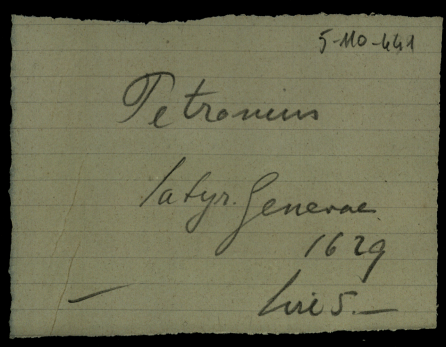 5-110-441
Petronius
Satyr. Genevae
1629
Lire 5.—